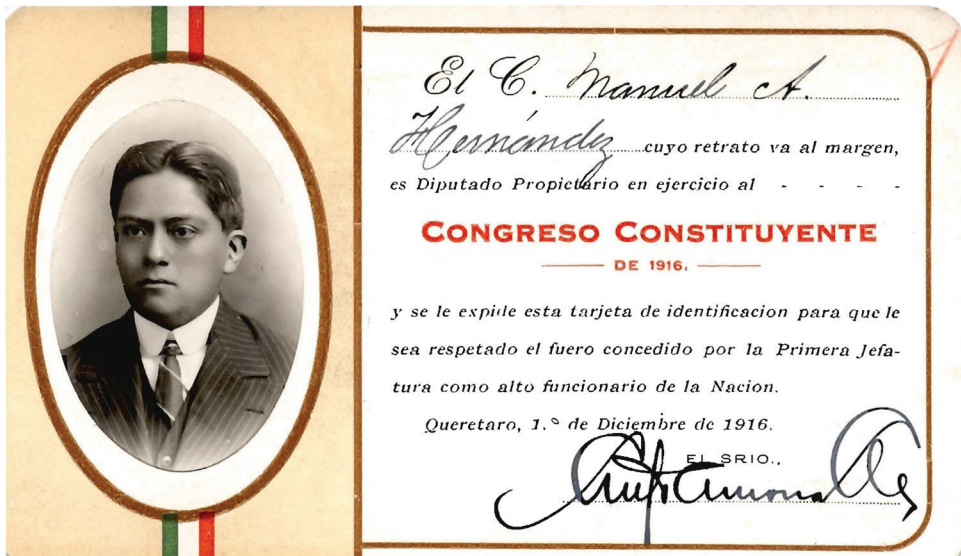 El C. Manuel A.
Hernández cuyo retrato va al margen,
es Diputado Propietario en ejercicio al - - - -
CONGRESO CONSTITUYENTE
DE 1916.
y se le expide esta tarjeta de identificacion para que le
sea respetado el fuero concedido por la Primera Jefa-
tura como alto funcionario de la Nacion.
Queretaro, 1.º de Diciembre de 1916.
EL SRIO.,